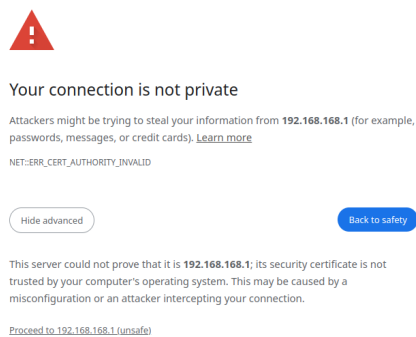 Your connection is not private
Attackers might be trying to steal your information from 192.168.168.1 (for example,
passwords, messages, or credit cards). Learn more
NET::ERR_CERT_AUTHORITY_INVALID
Hide advanced
Back to safety
This server could not prove that it is 192.168.168.1; its security certificate is not
trusted by your computer's operating system. This may be caused by a
misconfiguration or an attacker intercepting your connection.
Proceed to 192.168.168.1 (unsafe)